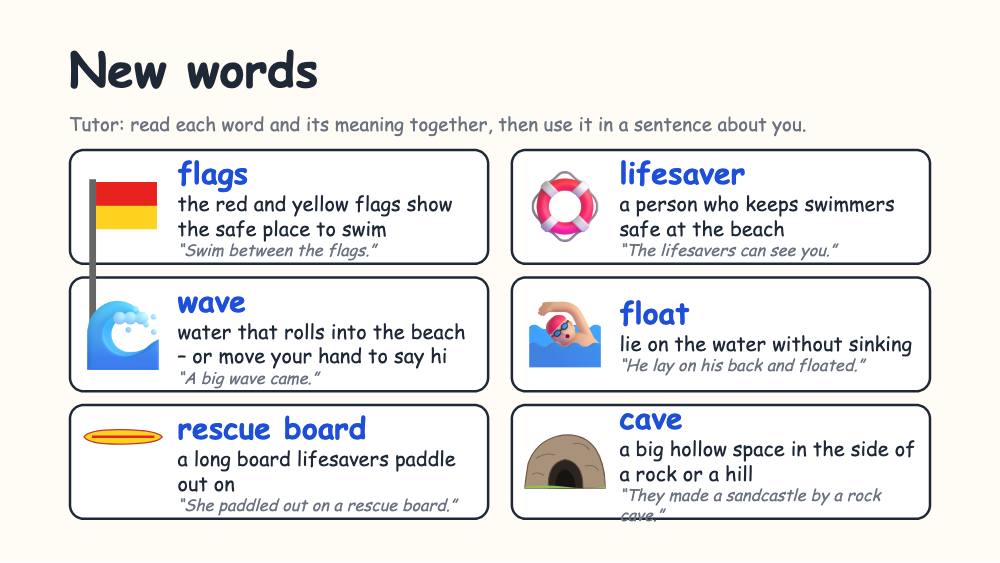 New words
Tutor: read each word and its meaning together, then use it in a sentence about you.
flags
the red and yellow flags show
the safe place to swim
“Swim between the flags.”
lifesaver
a person who keeps swimmers
safe at the beach
“The lifesavers can see you.”
wave
water that rolls into the beach
– or move your hand to say hi
“A big wave came.”
float
lie on the water without sinking
“He lay on his back and floated.”
rescue board
a long board lifesavers paddle
out on
“She paddled out on a rescue board.”
cave
a big hollow space in the side of
a rock or a hill
“They made a sandcastle by a rock
cave.”